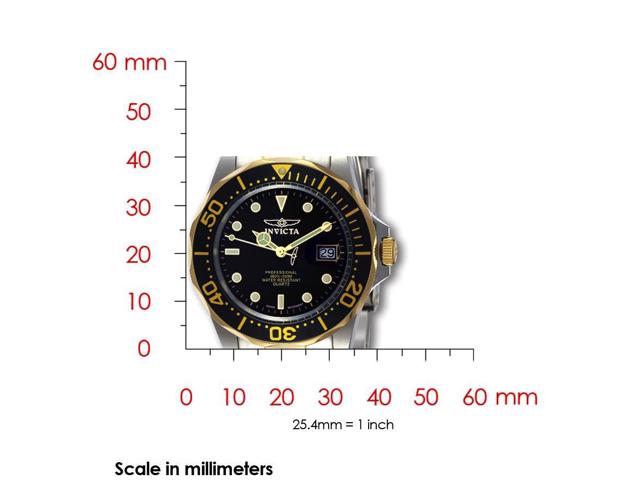 60 mm
50
40
30
20
10
0
0 10 20 30 40 50 60 mm
25.4mm = 1 inch
Scale in millimeters
INVICTA
29
PROFESSIONAL
WATER RESISTANT
QUARTZ
50
40
30
20